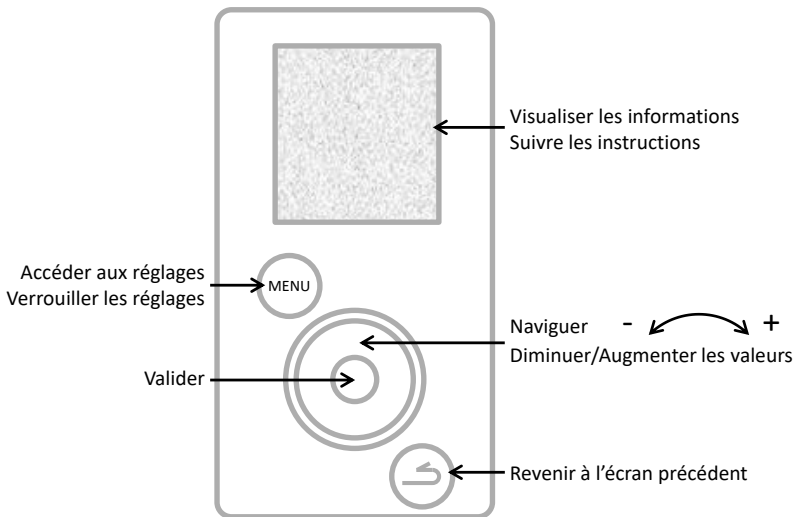 Visualiser les informations
Suivre les instructions
Accéder aux réglages
Verrouiller les réglages
MENU
Naviguer - +
Diminuer/Augmenter les valeurs
Valider
Revenir à l’écran précédent